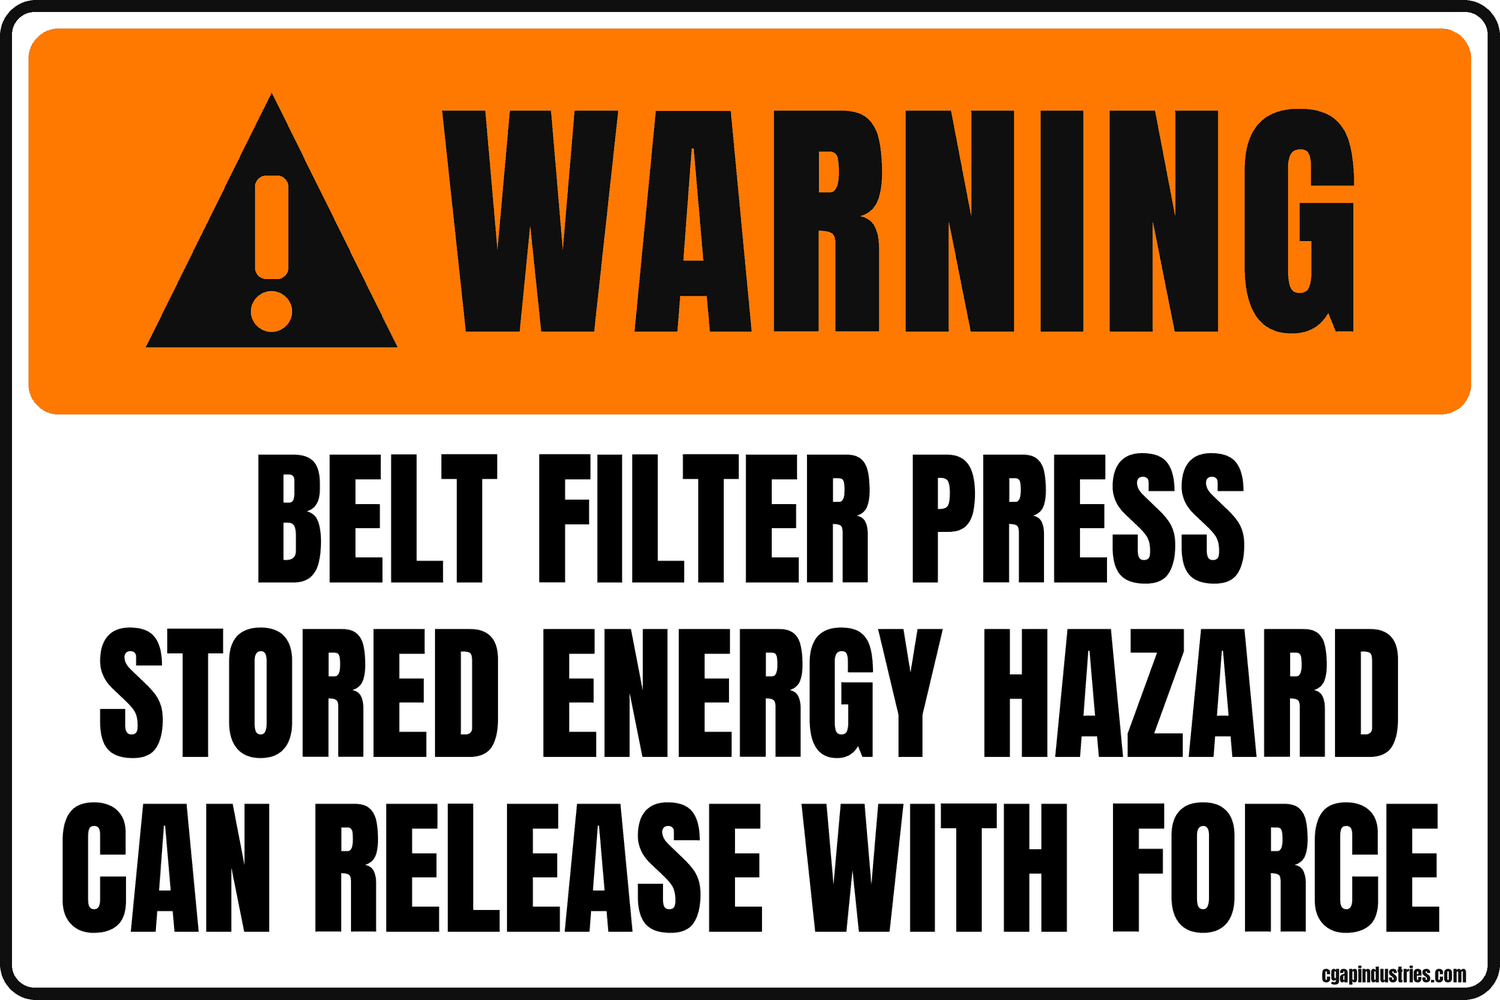 WARNING
BELT FILTER PRESS
STORED ENERGY HAZARD
CAN RELEASE WITH FORCE
cgapindustries.com